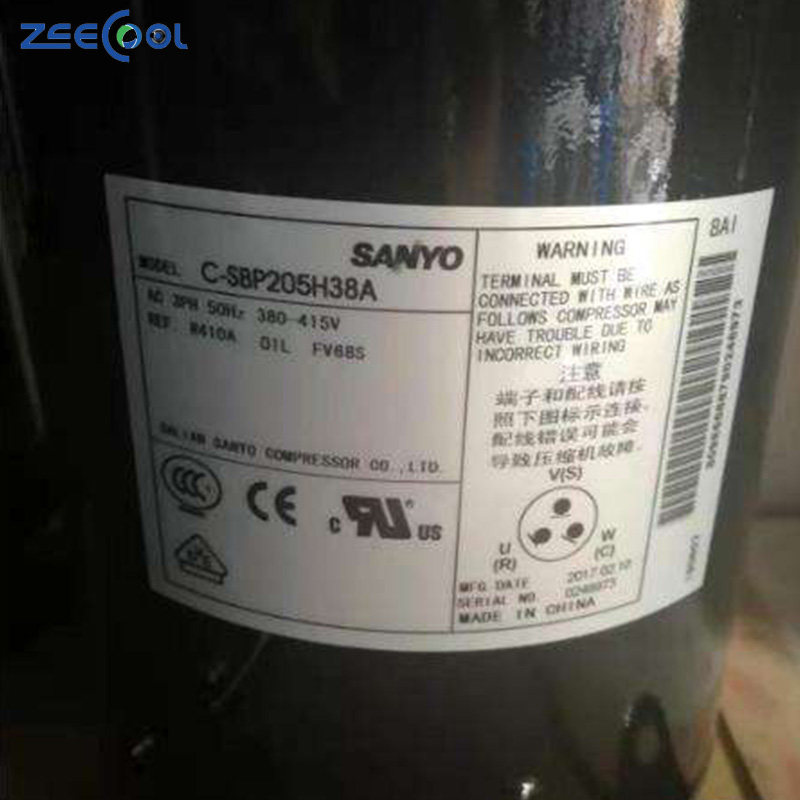 ZEECOOL
SANYO
MODEL C-SBP205H38A
AC 3PH 50Hz 380-415V
REF. R410A OIL FV68S
DALIAN SANYO COMPRESSOR CO.,LTD.
CCC
CE
c UR US
WARNING
TERMINAL MUST BE
CONNECTED WITH WIRE AS
FOLLOWS COMPRESSOR MAY
HAVE TROUBLE DUE TO
INCORRECT WIRING
注意
端子和配线请按
照下图标示连接,
配线错误可能会
导致压缩机故障.
V(S)
U
(R)
W
(C)
MFG DATE 2017.02.10
SERIAL NO. 0246973
MADE IN CHINA
8A1